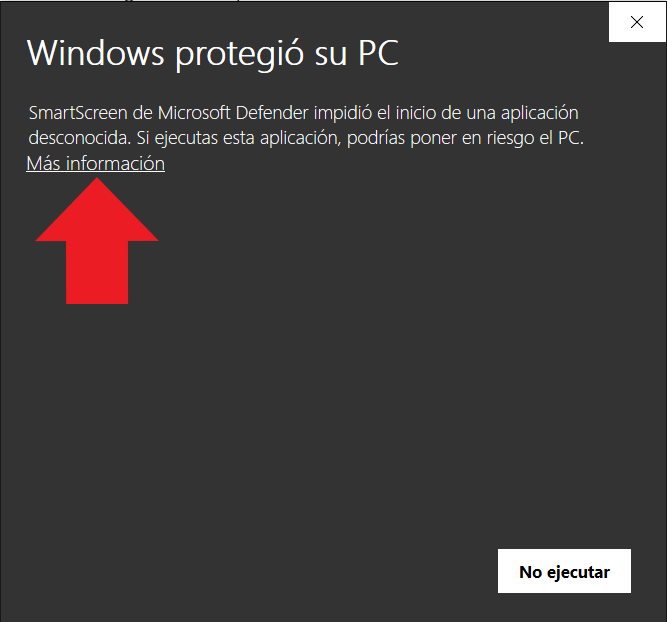 Windows protegió su PC
SmartScreen de Microsoft Defender impidió el inicio de una aplicación
desconocida. Si ejecutas esta aplicación, podrías poner en riesgo el PC.
Más información
No ejecutar